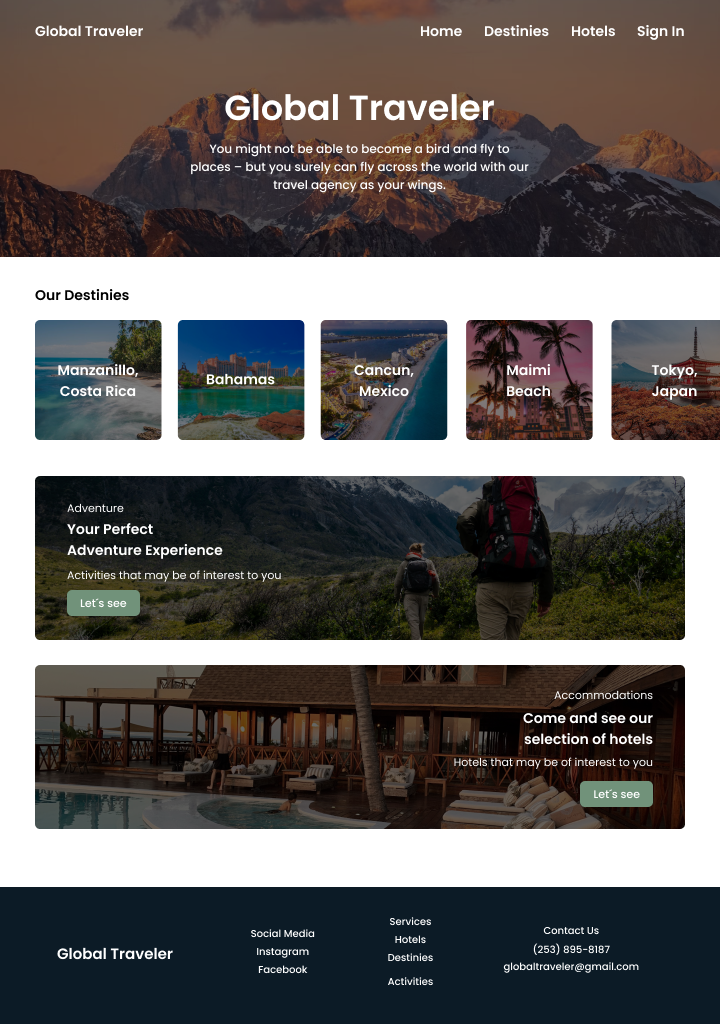 Global Traveler
Home Destinies Hotels Sign In
Global Traveler
You might not be able to become a bird and fly to
places – but you surely can fly across the world with our
travel agency as your wings.
Our Destinies
Manzanillo,
Costa Rica
Bahamas
Cancun,
Mexico
Maimi
Beach
Tokyo,
Japan
Adventure
Your Perfect
Adventure Experience
Activities that may be of interest to you
Let´s see
Accommodations
Come and see our
selection of hotels
Hotels that may be of interest to you
Let´s see
Global Traveler
Social Media
Instagram
Facebook
Services
Hotels
Destinies
Activities
Contact Us
(253) 895-8187
globaltraveler@gmail.com